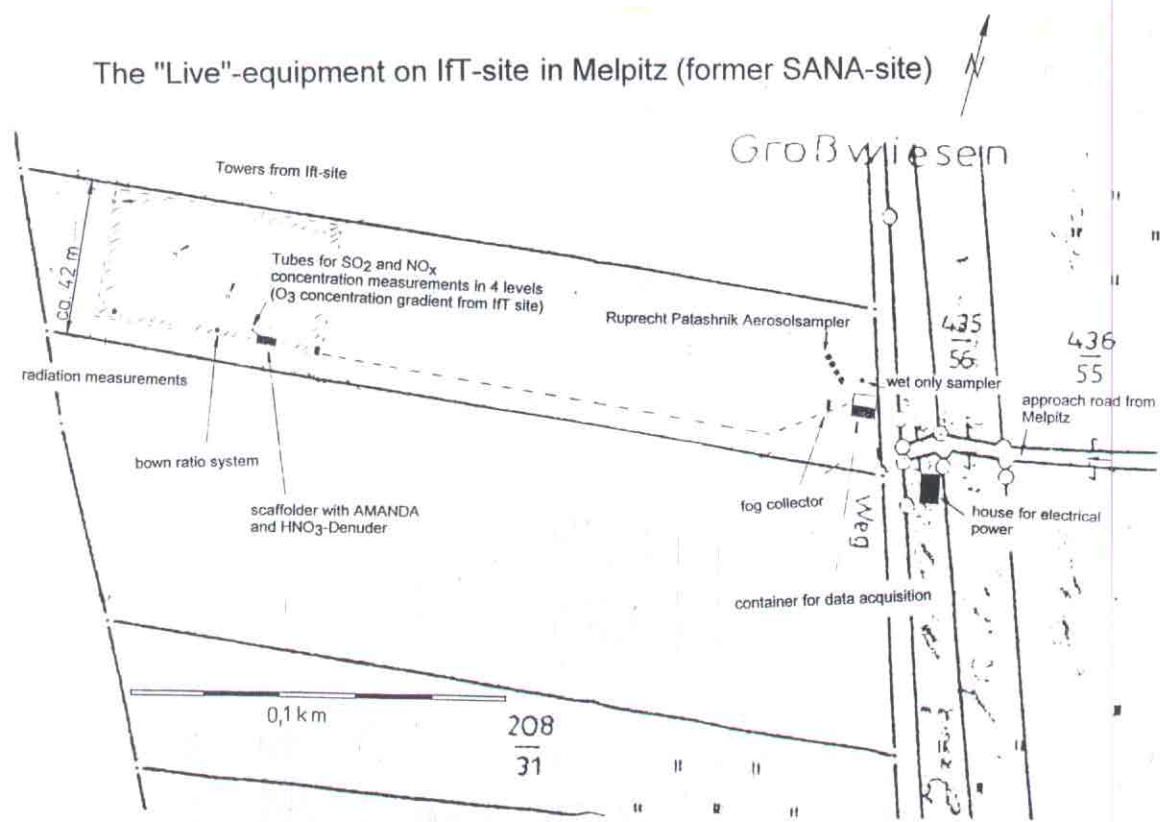 The "Live"-equipment on IfT-site in Melpitz (former SANA-site)
N
Großwiesen
Towers from Ift-site
ca. 42 m
Tubes for SO₂ and NOₓ
concentration measurements in 4 levels
(O₃ concentration gradient from IfT site)
Ruprecht Patashnik Aerosolsampler
435
56
436
55
wet only sampler
radiation measurements
approach road from
Melpitz
bown ratio system
scaffolder with AMANDA
and HNO₃-Denuder
fog collector
Weg
house for electrical
power
container for data acquisition
0,1 km
208
31